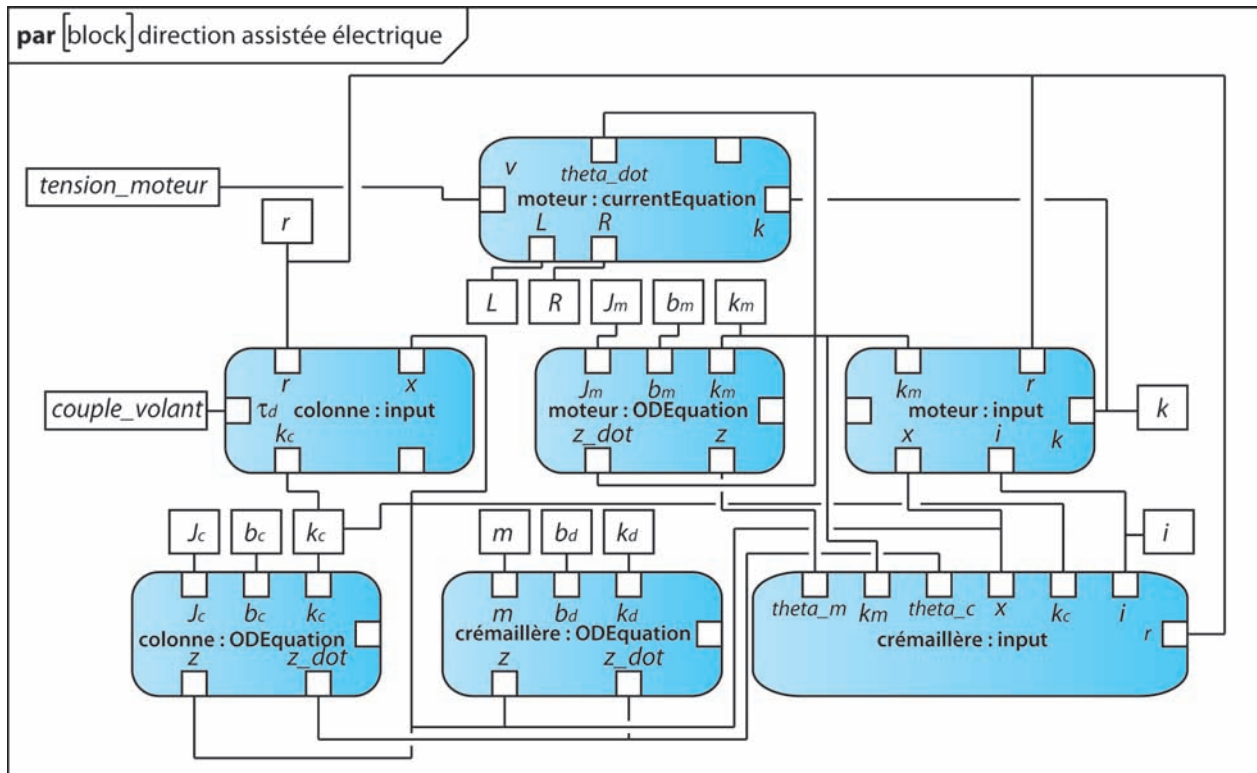 par [block] direction assistée électrique
v
theta_dot
tension_moteur
moteur : currentEquation
r
L R
k
L R Jm bm km
r x
Jm bm km
km r
couple_volant
τd colonne : input
moteur : ODEquation
moteur : input
k
kc
z_dot z
x i k
Jc bc kc
m bd kd
i
Jc bc kc
m bd kd
theta_m km theta_c x kc i
colonne : ODEquation
crémaillère : ODEquation
crémaillère : input
r
z z_dot
z z_dot